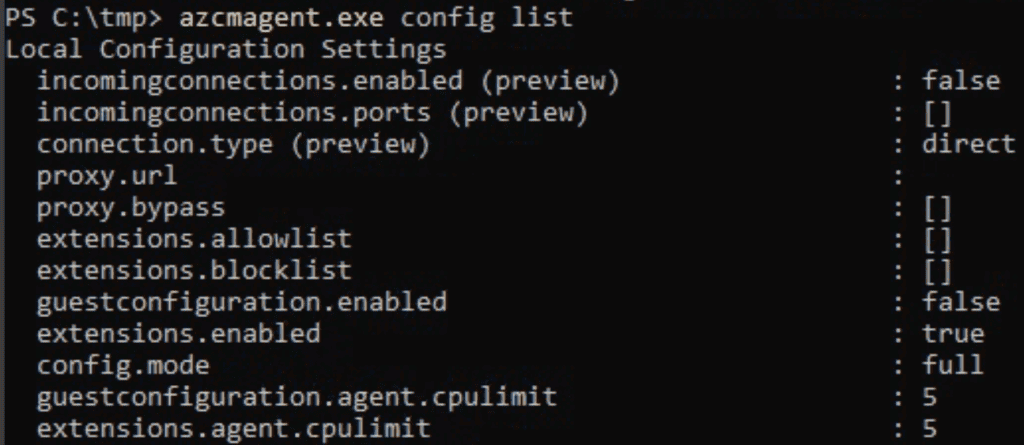 PS C:\tmp> azcmagent.exe config list
Local Configuration Settings
  incomingconnections.enabled (preview)                  : false
  incomingconnections.ports (preview)                    : []
  connection.type (preview)                              : direct
  proxy.url                                              :
  proxy.bypass                                           : []
  extensions.allowlist                                   : []
  extensions.blocklist                                   : []
  guestconfiguration.enabled                             : false
  extensions.enabled                                     : true
  config.mode                                            : full
  guestconfiguration.agent.cpulimit                      : 5
  extensions.agent.cpulimit                              : 5